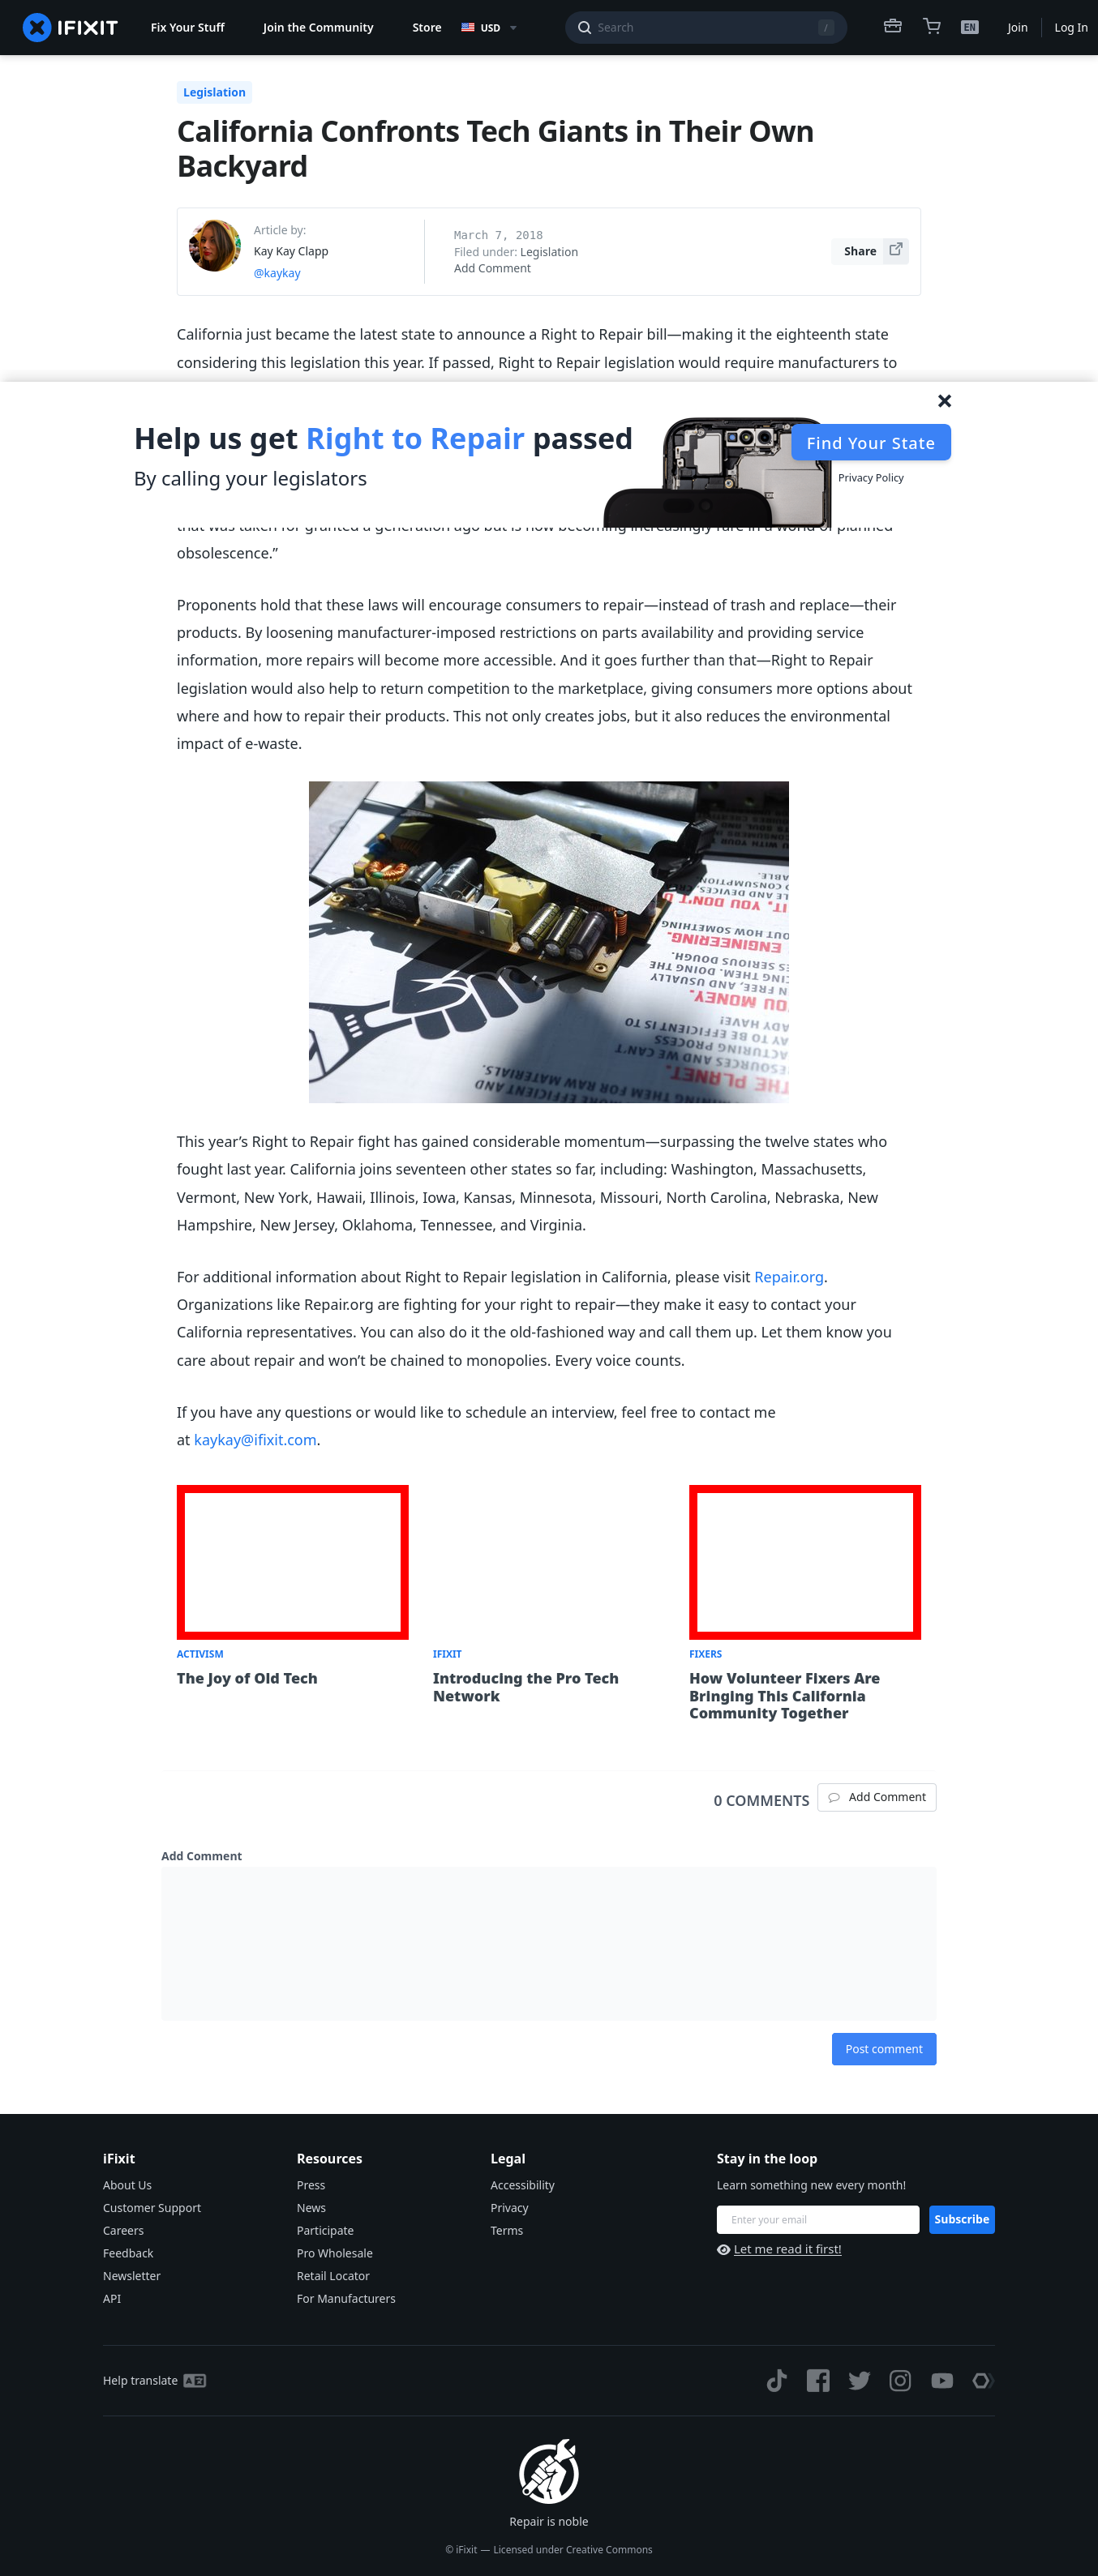 IFIXIT
Fix Your Stuff
Join the Community
Store
USD
Search
/
EN
Join
Log In
Legislation
California Confronts Tech Giants in Their Own
Backyard
Article by:
Kay Kay Clapp
@kaykay
March 7, 2018
Filed under: Legislation
Add Comment
Share
California just became the latest state to announce a Right to Repair bill—making it the eighteenth state
considering this legislation this year. If passed, Right to Repair legislation would require manufacturers to
Help us get Right to Repair passed
By calling your legislators
Find Your State
Privacy Policy
that was taken for granted a generation ago but is now becoming increasingly rare in a world of planned
obsolescence.”
Proponents hold that these laws will encourage consumers to repair—instead of trash and replace—their
products. By loosening manufacturer-imposed restrictions on parts availability and providing service
information, more repairs will become more accessible. And it goes further than that—Right to Repair
legislation would also help to return competition to the marketplace, giving consumers more options about
where and how to repair their products. This not only creates jobs, but it also reduces the environmental
impact of e-waste.
This year’s Right to Repair fight has gained considerable momentum—surpassing the twelve states who
fought last year. California joins seventeen other states so far, including: Washington, Massachusetts,
Vermont, New York, Hawaii, Illinois, Iowa, Kansas, Minnesota, Missouri, North Carolina, Nebraska, New
Hampshire, New Jersey, Oklahoma, Tennessee, and Virginia.
For additional information about Right to Repair legislation in California, please visit Repair.org.
Organizations like Repair.org are fighting for your right to repair—they make it easy to contact your
California representatives. You can also do it the old-fashioned way and call them up. Let them know you
care about repair and won’t be chained to monopolies. Every voice counts.
If you have any questions or would like to schedule an interview, feel free to contact me
at kaykay@ifixit.com.
ACTIVISM
The Joy of Old Tech
IFIXIT
Introducing the Pro Tech
Network
FIXERS
How Volunteer Fixers Are
Bringing This California
Community Together
0 COMMENTS
Add Comment
Add Comment
Post comment
iFixit
About Us
Customer Support
Careers
Feedback
Newsletter
API
Resources
Press
News
Participate
Pro Wholesale
Retail Locator
For Manufacturers
Legal
Accessibility
Privacy
Terms
Stay in the loop
Learn something new every month!
Enter your email
Subscribe
Let me read it first!
Help translate
Repair is noble
© iFixit — Licensed under Creative Commons